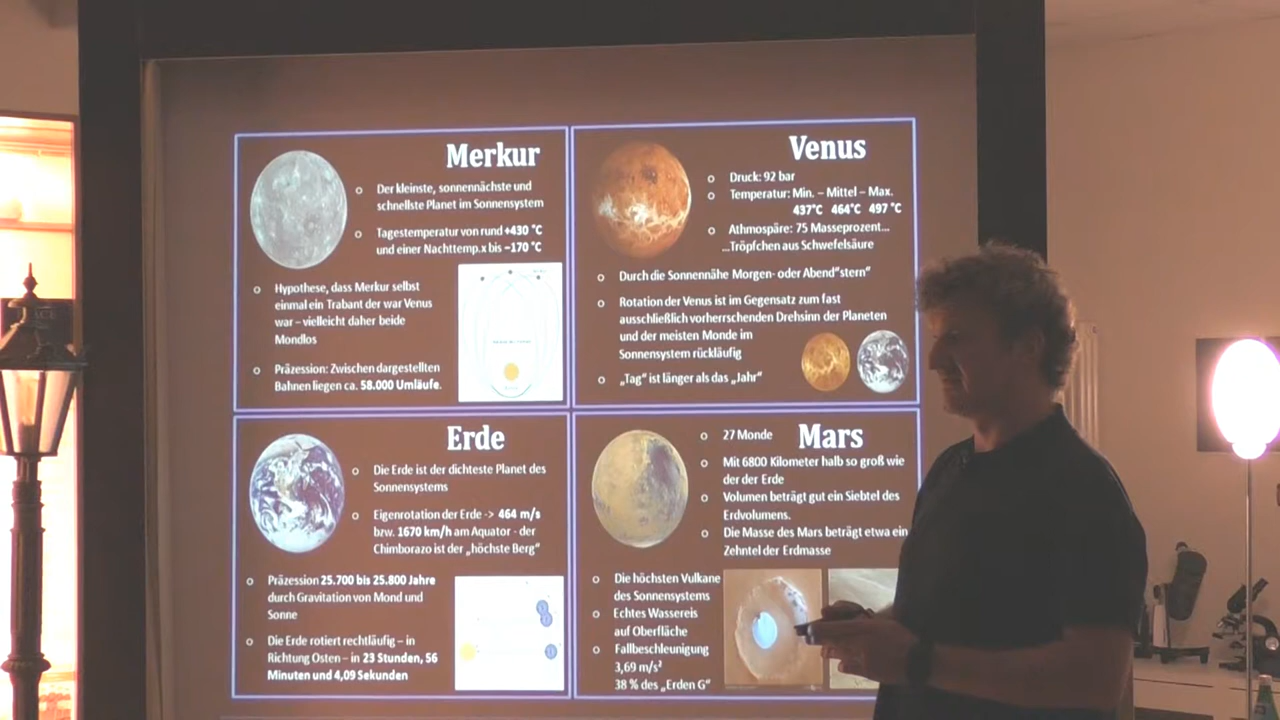 Merkur
Der kleinste, sonnennächste und
schnellste Planet im Sonnensystem
Tagestemperatur von rund +430 °C
und einer Nachttemp.x bis −170 °C
Hypothese, dass Merkur selbst
einmal ein Trabant der war Venus
war – vielleicht daher beide
Mondlos
Präzession: Zwischen dargestellten
Bahnen liegen ca. 58.000 Umläufe.
Venus
Druck: 92 bar
Temperatur: Min. – Mittel – Max.
437°C 464°C 497 °C
Athmospäre: 75 Masseprozent...
...Tröpfchen aus Schwefelsäure
Durch die Sonnennähe Morgen- oder Abend"stern"
Rotation der Venus ist im Gegensatz zum fast
ausschließlich vorherrschenden Drehsinn der Planeten
und der meisten Monde im
Sonnensystem rückläufig
„Tag" ist länger als das „Jahr"
Erde
Die Erde ist der dichteste Planet des
Sonnensystems
Eigenrotation der Erde -> 464 m/s
bzw. 1670 km/h am Äquator - der
Chimborazo ist der „höchste Berg"
Präzession 25.700 bis 25.800 Jahre
durch Gravitation von Mond und
Sonne
Die Erde rotiert rechtläufig – in
Richtung Osten – in 23 Stunden, 56
Minuten und 4,09 Sekunden
Mars
27 Monde
Mit 6800 Kilometer halb so groß wie
der der Erde
Volumen beträgt gut ein Siebtel des
Erdvolumens.
Die Masse des Mars beträgt etwa ein
Zehntel der Erdmasse
Die höchsten Vulkane
des Sonnensystems
Echtes Wassereis
auf Oberfläche
Fallbeschleunigung
3,69 m/s²
38 % des „Erden G"